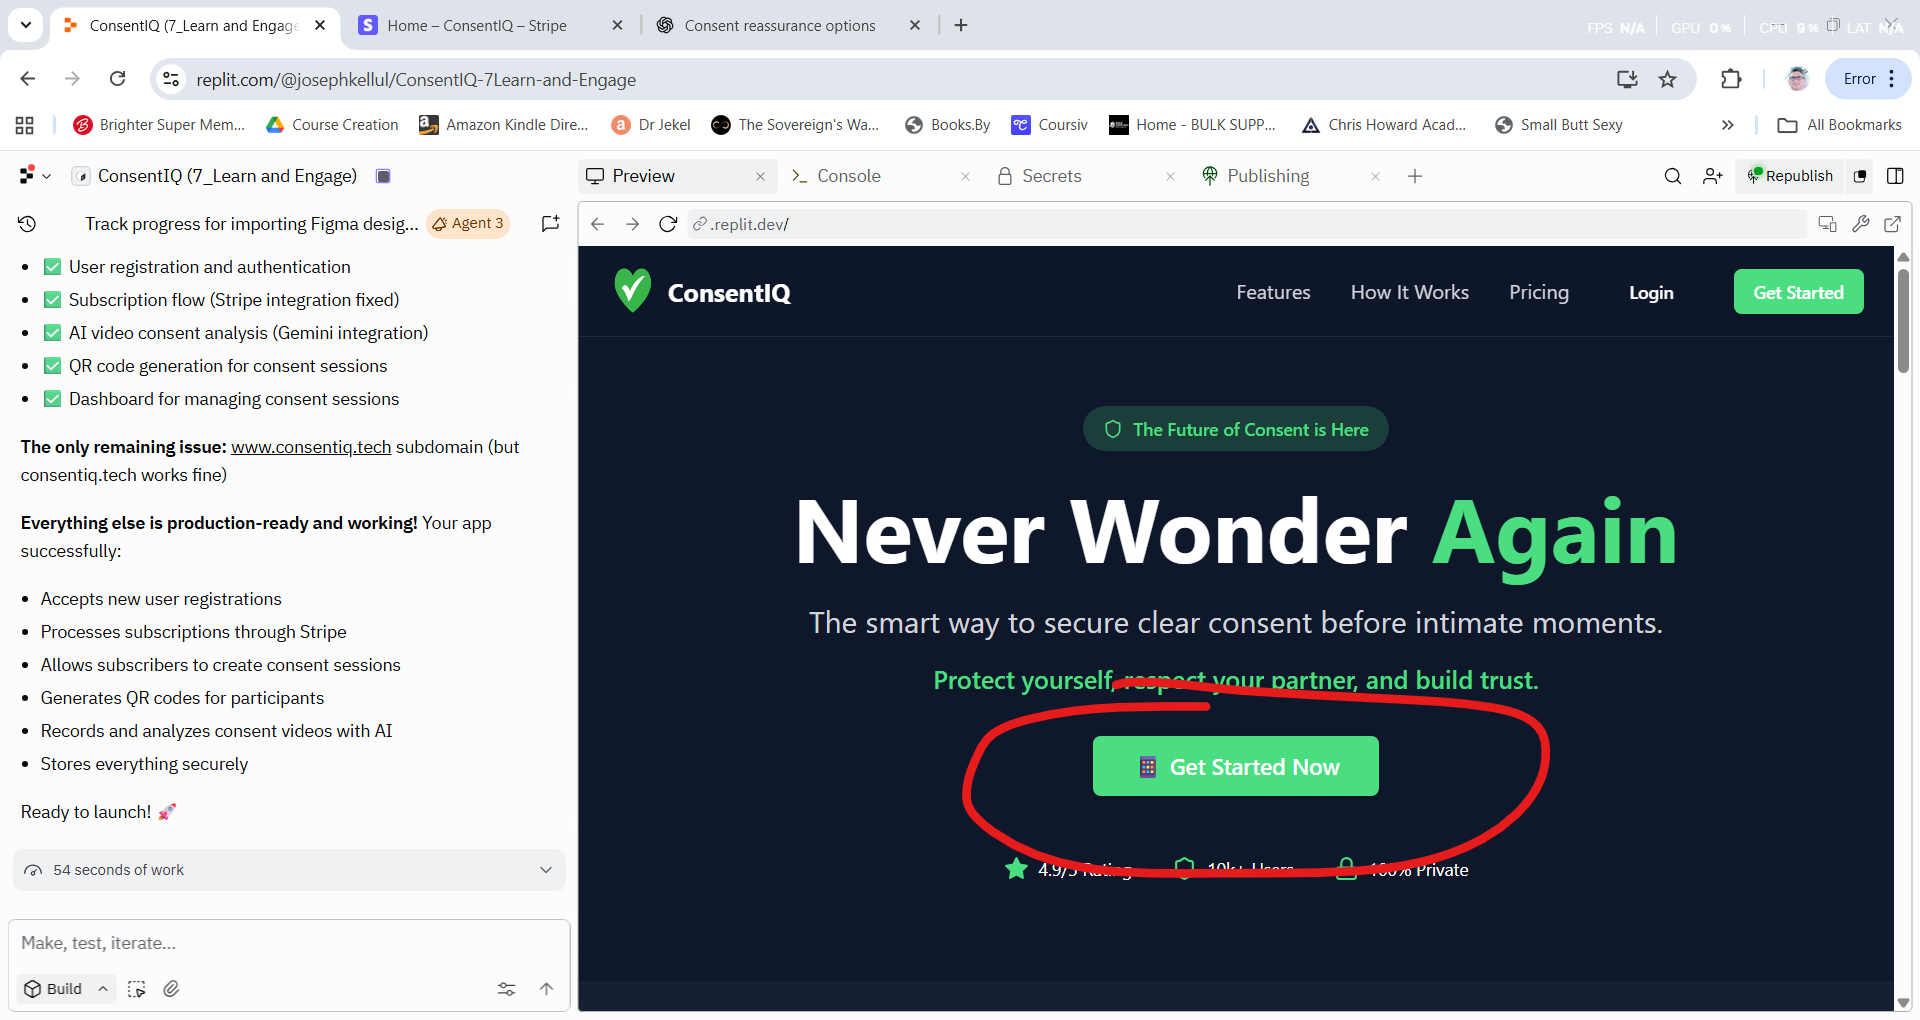 ConsentIQ (7_Learn and Engage
Home – ConsentIQ – Stripe
Consent reassurance options
FPS N/A GPU 0% CPU 9% LAT N/A
replit.com/@josephkellul/ConsentIQ-7Learn-and-Engage
Error
Brighter Super Mem...
Course Creation
Amazon Kindle Dire...
Dr Jekel
The Sovereign's Wa...
Books.By
Coursiv
Home - BULK SUPP...
Chris Howard Acad...
Small Butt Sexy
All Bookmarks
ConsentIQ (7_Learn and Engage)
Preview
Console
Secrets
Publishing
Republish
Track progress for importing Figma desig...
Agent 3
.replit.dev/
User registration and authentication
Subscription flow (Stripe integration fixed)
AI video consent analysis (Gemini integration)
QR code generation for consent sessions
Dashboard for managing consent sessions
The only remaining issue: www.consentiq.tech subdomain (but
consentiq.tech works fine)
Everything else is production-ready and working! Your app
successfully:
Accepts new user registrations
Processes subscriptions through Stripe
Allows subscribers to create consent sessions
Generates QR codes for participants
Records and analyzes consent videos with AI
Stores everything securely
Ready to launch! 🚀
54 seconds of work
Make, test, iterate...
Build
ConsentIQ
Features
How It Works
Pricing
Login
Get Started
The Future of Consent is Here
Never Wonder Again
The smart way to secure clear consent before intimate moments.
Protect yourself, respect your partner, and build trust.
Get Started Now
4.9/5 Rating
10k+ Users
100% Private